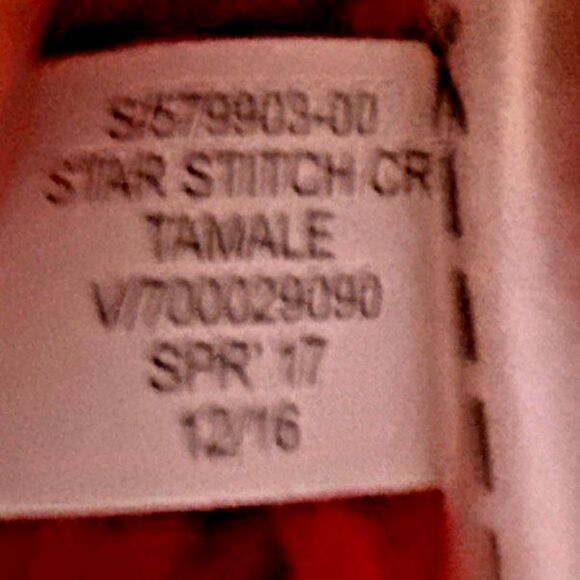 S/579903-00
STAR STITCH CR
TAMALE
V/700029090
SPR' 17
12/16